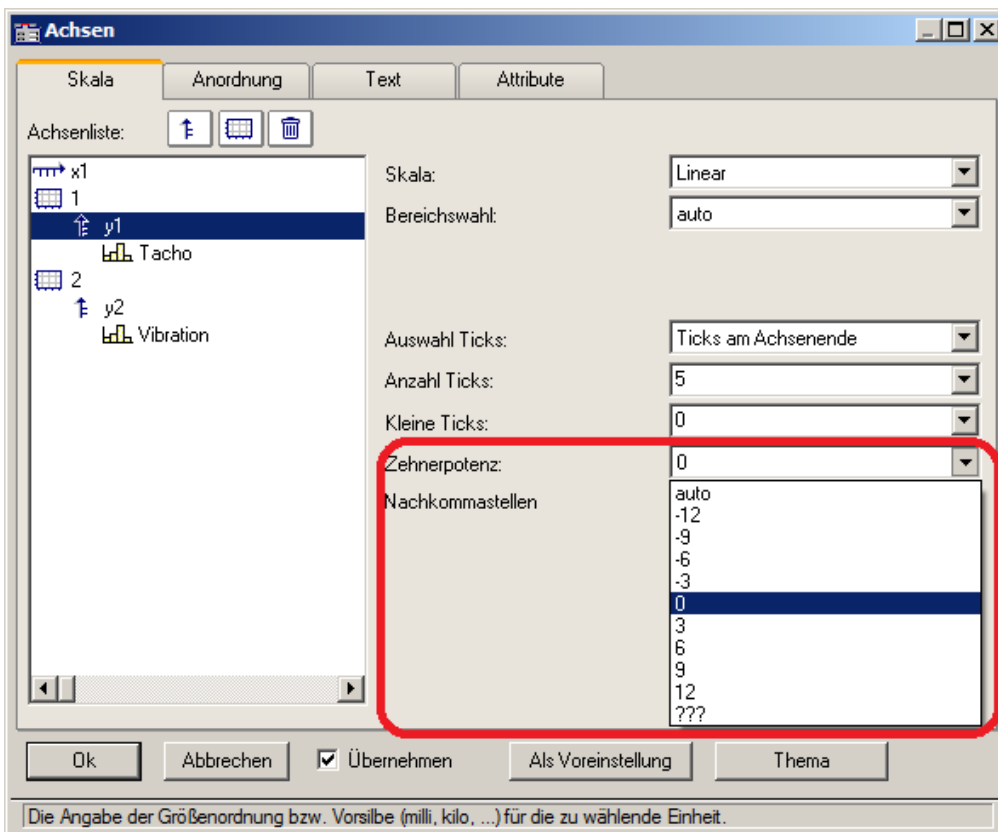 Achsen
Skala Anordnung Text Attribute
Achsenliste:
x1
1
y1
Tacho
2
y2
Vibration
Skala: Linear
Bereichswahl: auto
Auswahl Ticks: Ticks am Achsenende
Anzahl Ticks: 5
Kleine Ticks: 0
Zehnerpotenz: 0
Nachkommastellen
auto
-12
-9
-6
-3
0
3
6
9
12
???
Ok Abbrechen Übernehmen Als Voreinstellung Thema
Die Angabe der Größenordnung bzw. Vorsilbe (milli, kilo, ...) für die zu wählende Einheit.